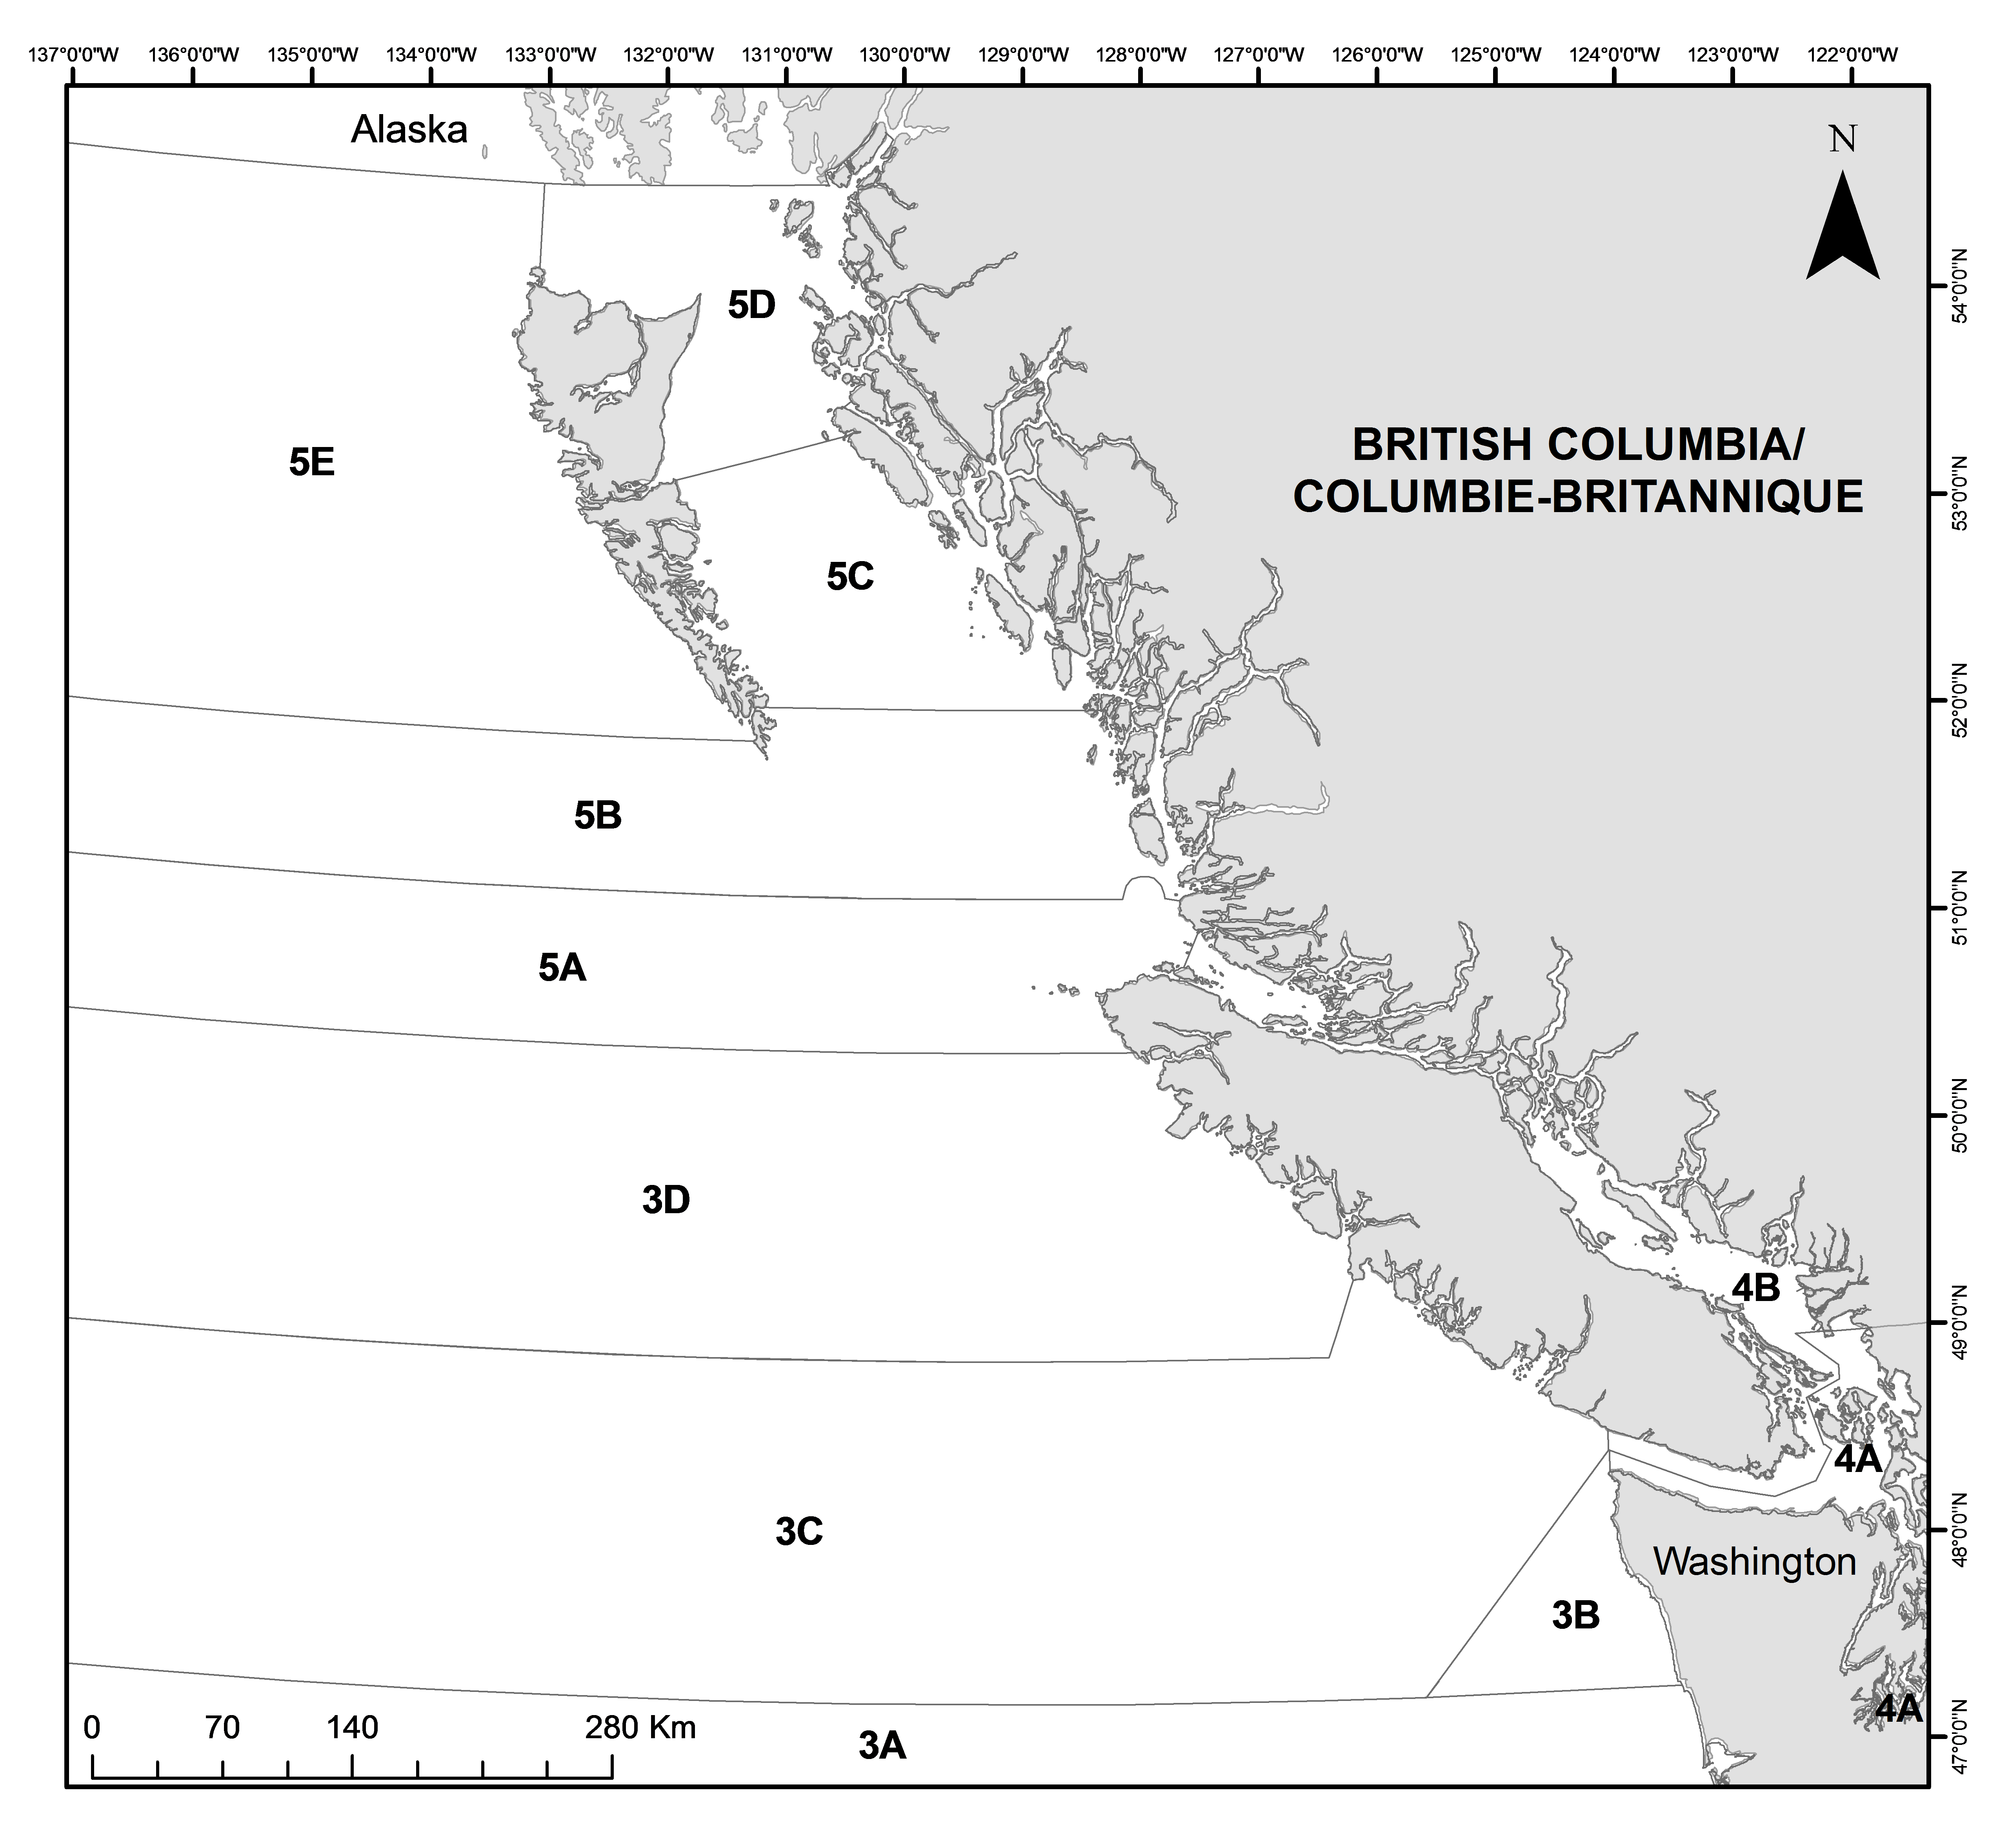 137°0'0"W 136°0'0"W 135°0'0"W 134°0'0"W 133°0'0"W 132°0'0"W 131°0'0"W 130°0'0"W 129°0'0"W 128°0'0"W 127°0'0"W 126°0'0"W 125°0'0"W 124°0'0"W 123°0'0"W 122°0'0"W
Alaska
N
54°0'0"N
5D
BRITISH COLUMBIA/
COLUMBIE-BRITANNIQUE
5E
53°0'0"N
5C
52°0'0"N
5B
51°0'0"N
5A
50°0'0"N
3D
4B
49°0'0"N
4A
3C
48°0'0"N
Washington
3B
4A
47°0'0"N
0 70 140 280 Km
3A